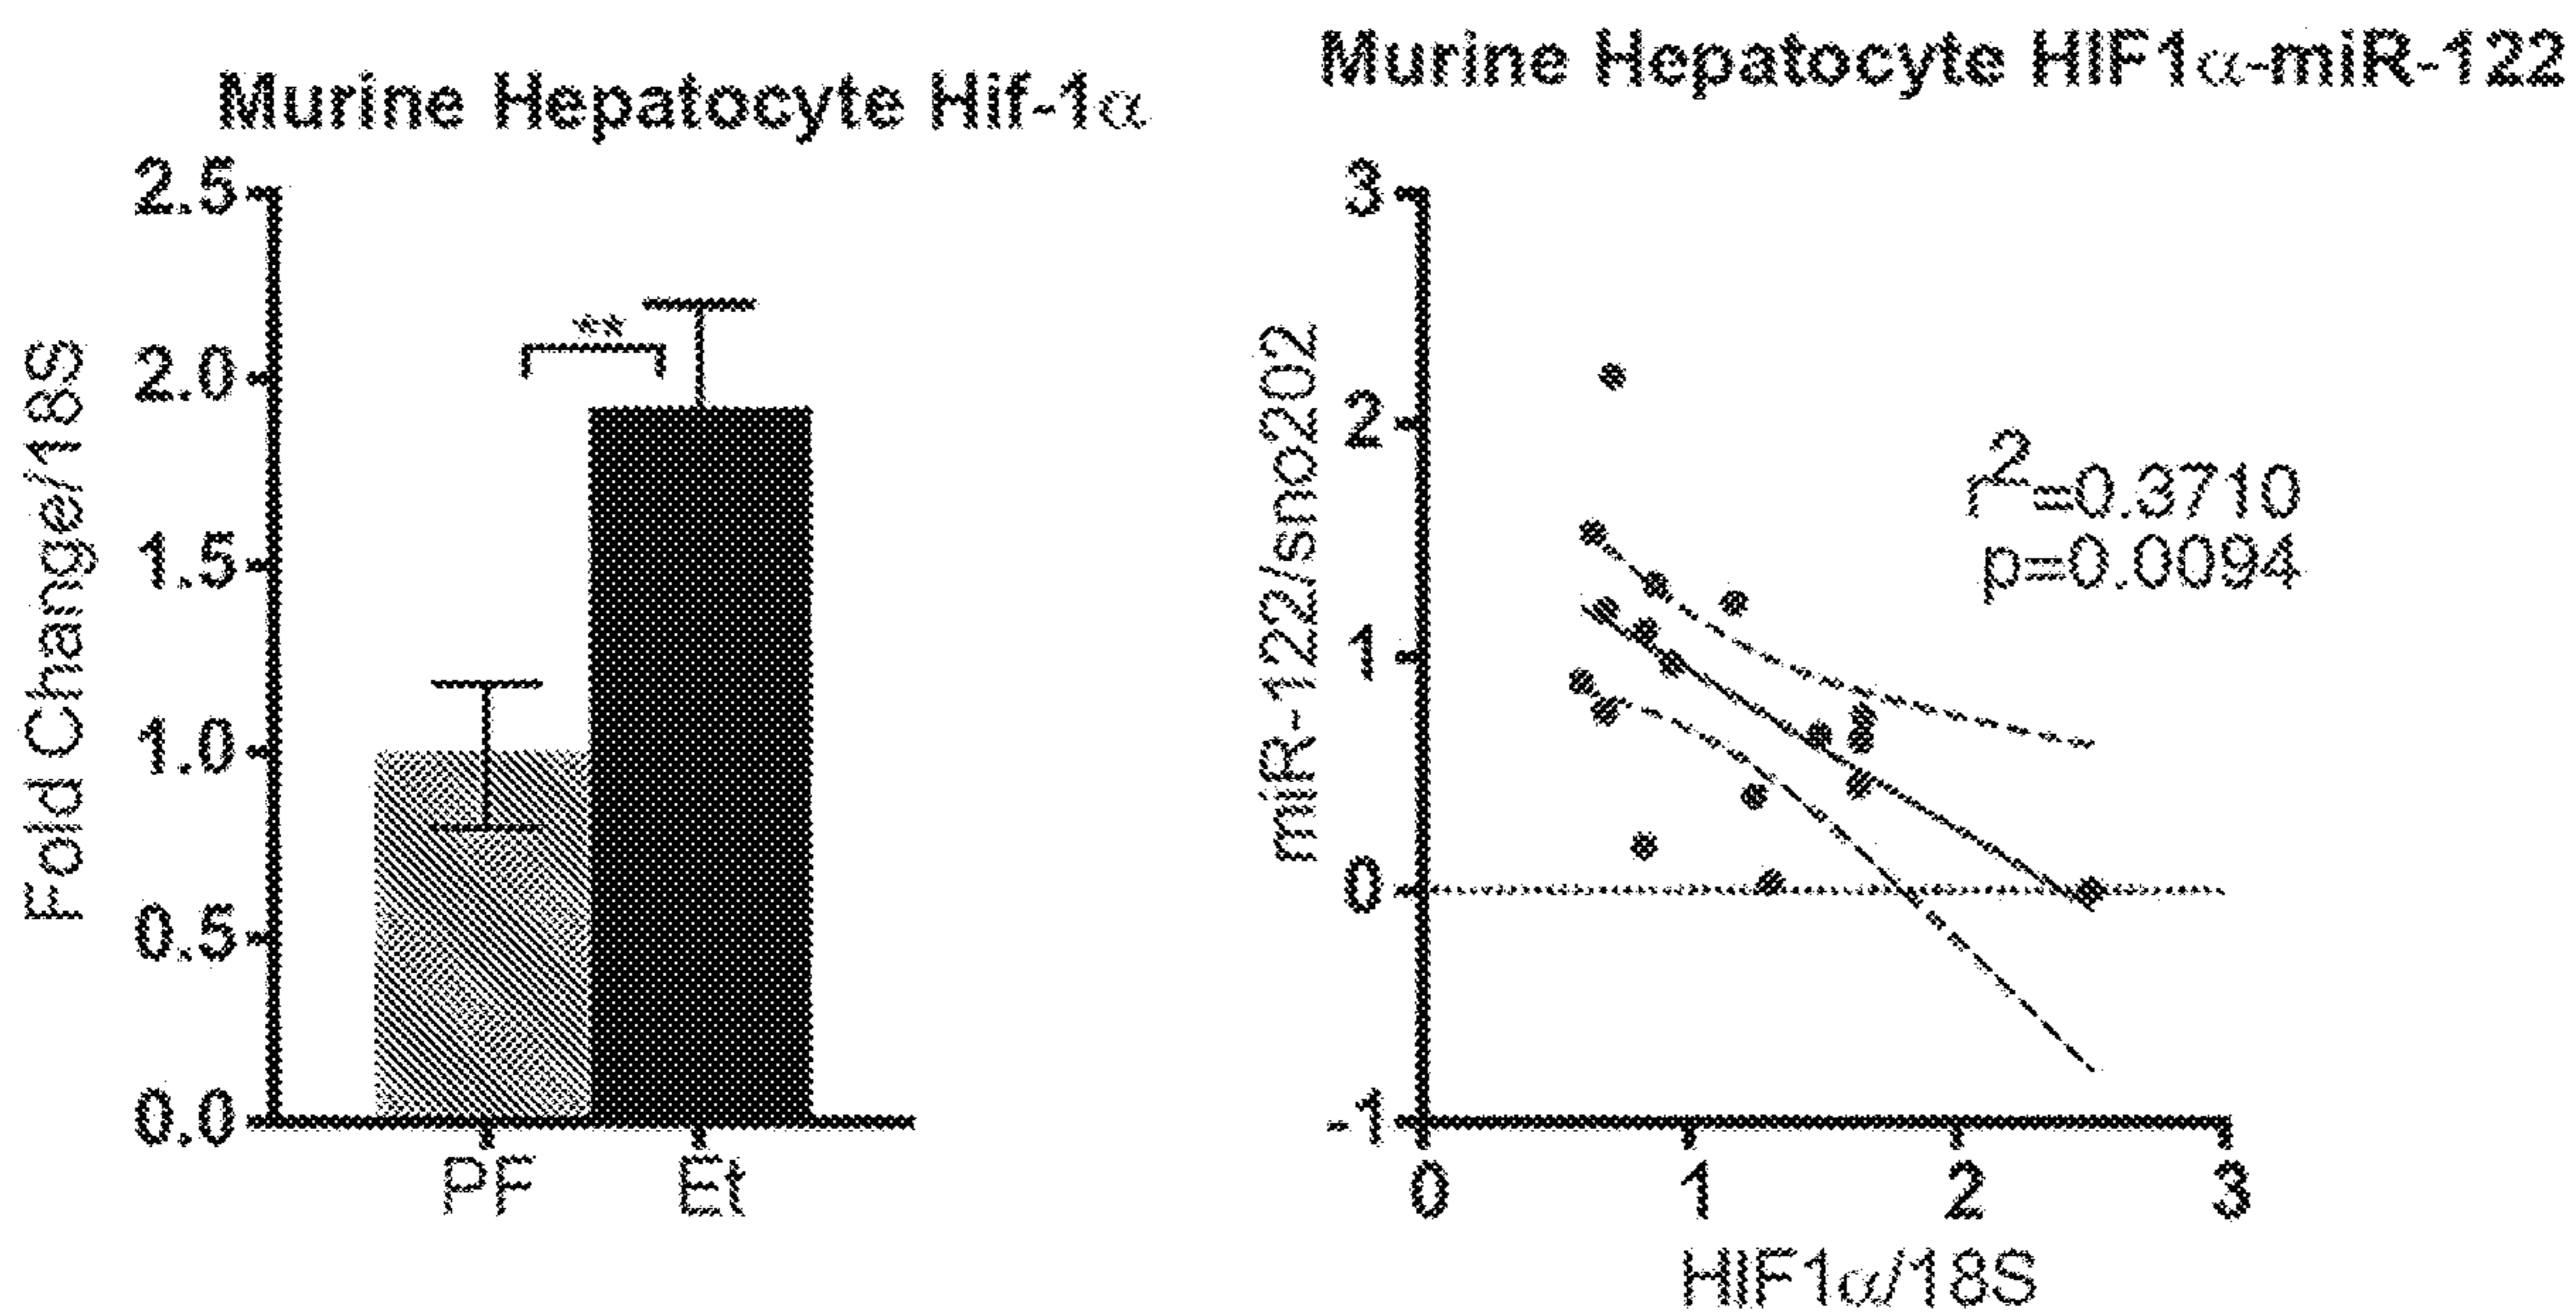 Murine Hepatocyte Hif-1α
Fold Change/18S
2.5
2.0
1.5
1.0
0.5
0.0
**
PF
Et
Murine Hepatocyte HIF1α-miR-122
miR-122/sno202
3
2
1
0
-1
r²=0.3710
p=0.0094
0
1
2
3
HIF1α/18S